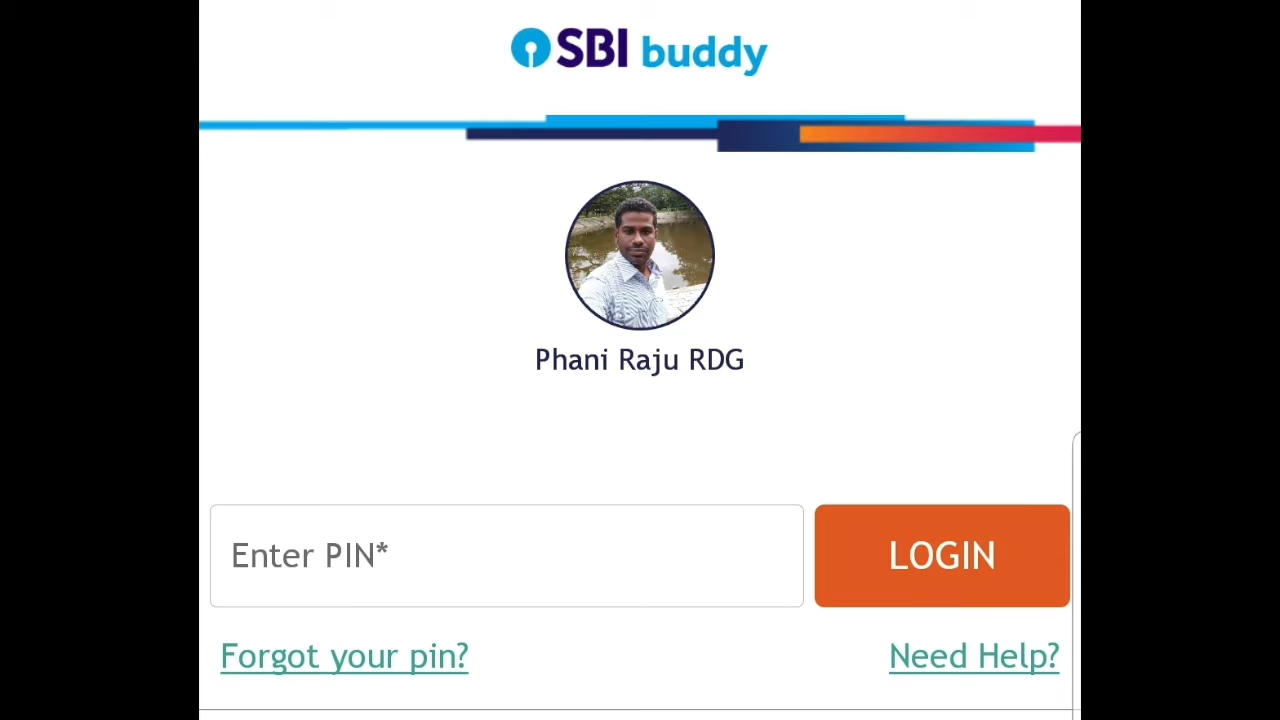 SBI buddy
Phani Raju RDG
Enter PIN*
LOGIN
Forgot your pin?
Need Help?